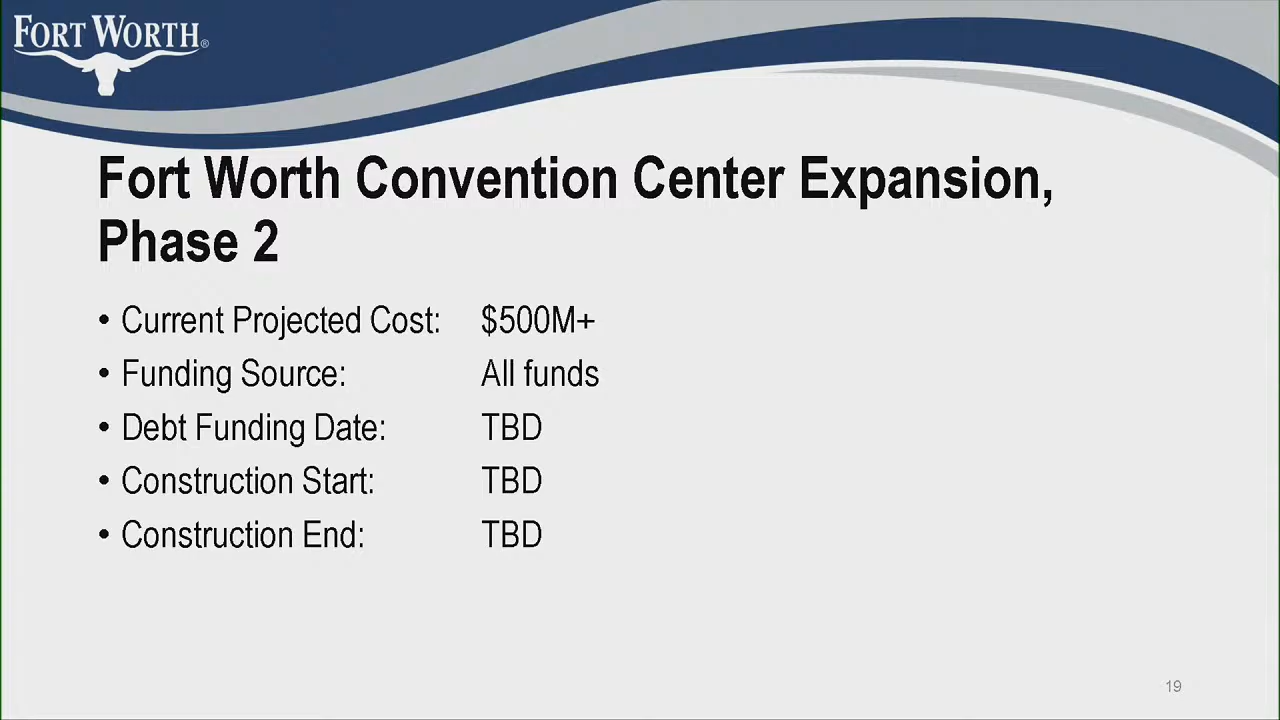 FORT WORTH®
Fort Worth Convention Center Expansion,
Phase 2
• Current Projected Cost: $500M+
• Funding Source: All funds
• Debt Funding Date: TBD
• Construction Start: TBD
• Construction End: TBD
19